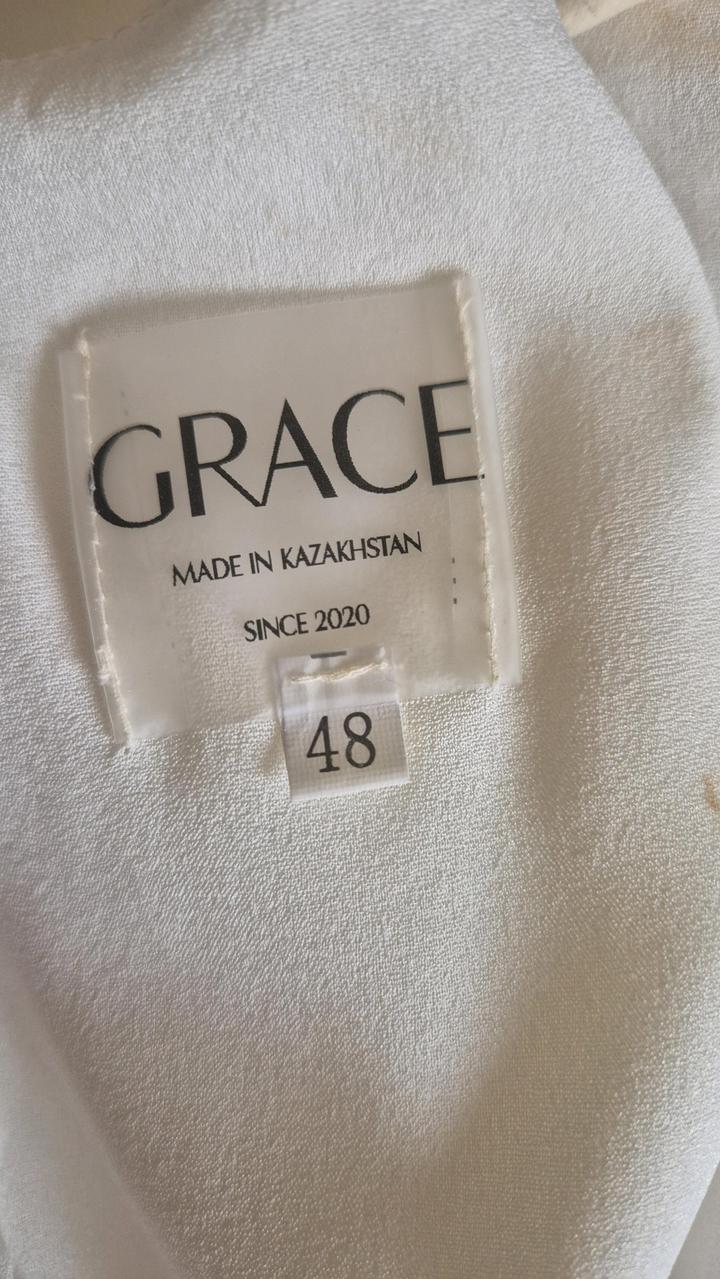 GRACE
MADE IN KAZAKHSTAN
SINCE 2020
48